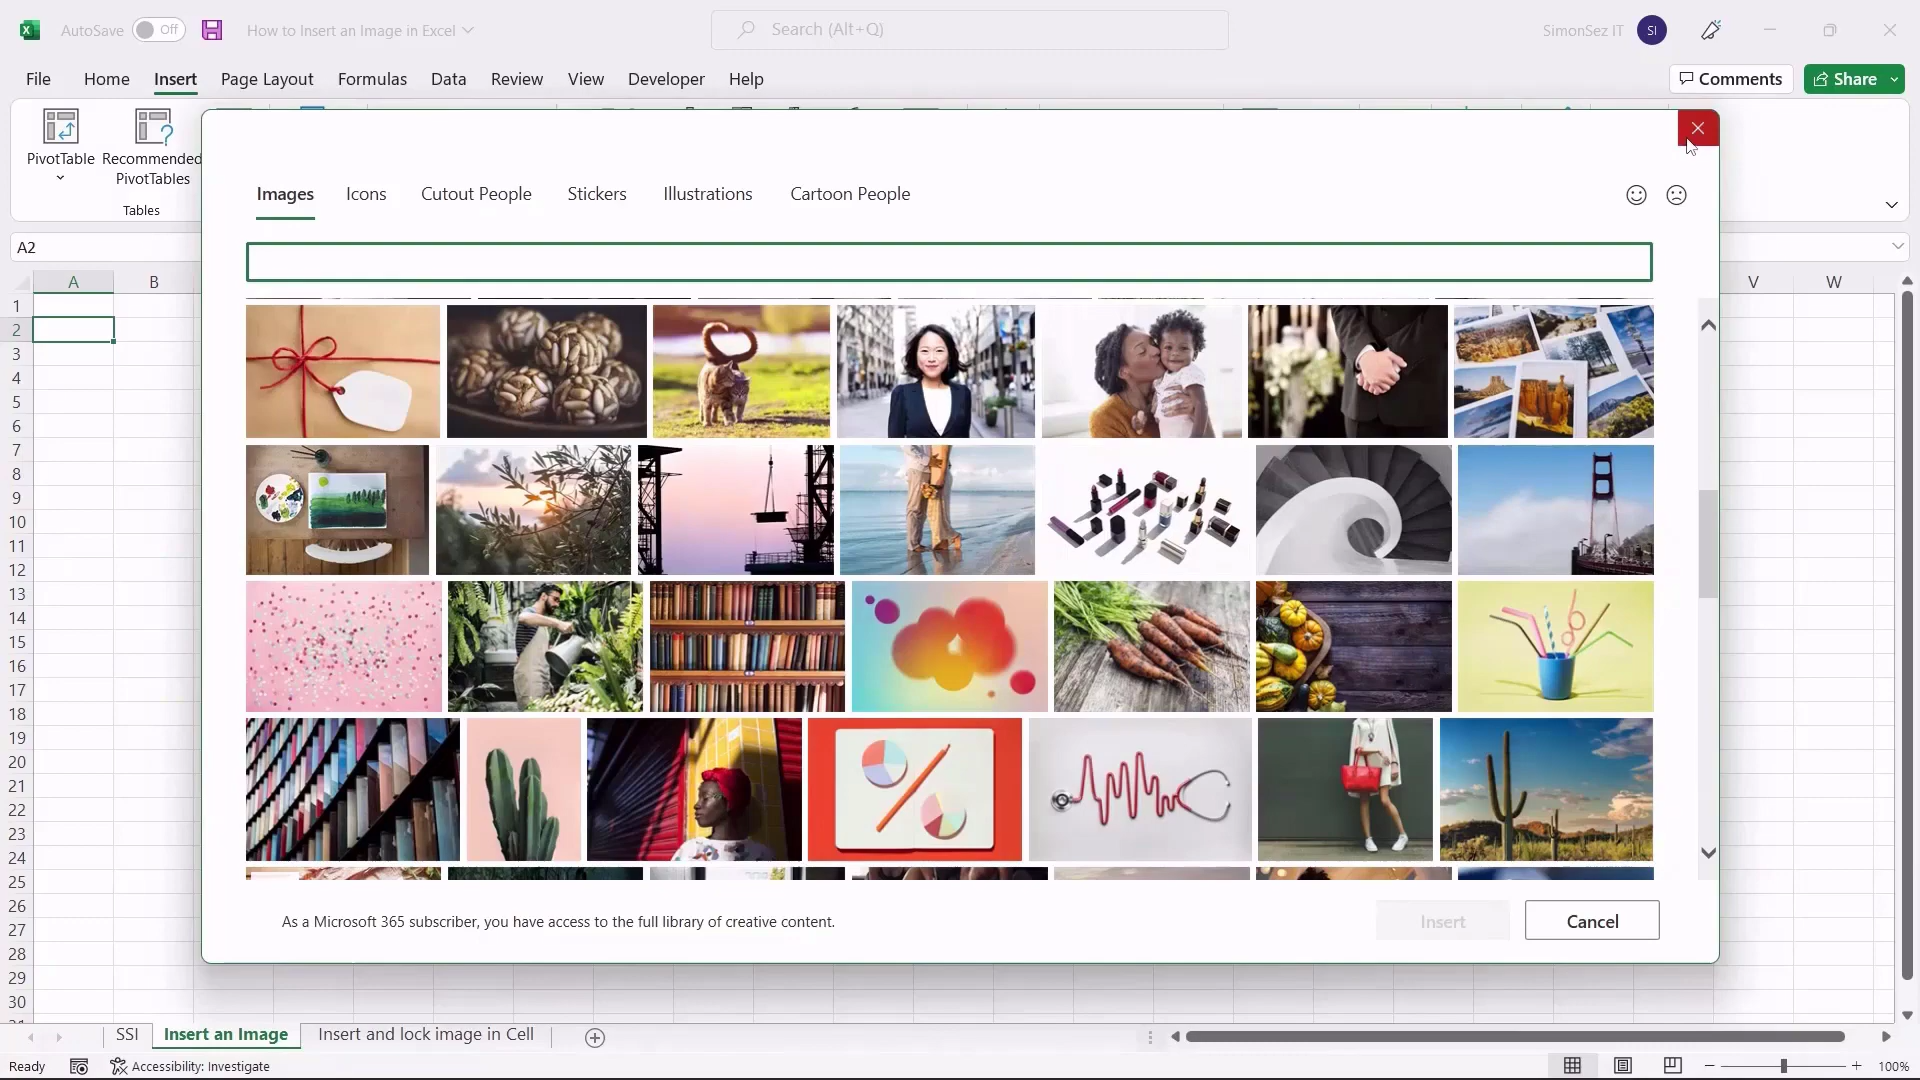 AutoSave Off How to Insert an Image in Excel Search (Alt+Q) SimonSez IT SI
File Home Insert Page Layout Formulas Data Review View Developer Help Comments Share
PivotTable Recommended
PivotTables
Tables
Images Icons Cutout People Stickers Illustrations Cartoon People
A2
A B V W
1
2
3
4
5
6
7
8
9
10
11
12
13
14
15
16
17
18
19
20
21
22
23
24
25
26
27
28
29
30
As a Microsoft 365 subscriber, you have access to the full library of creative content. Insert Cancel
SSI Insert an Image Insert and lock image in Cell
Ready Accessibility: Investigate 100%